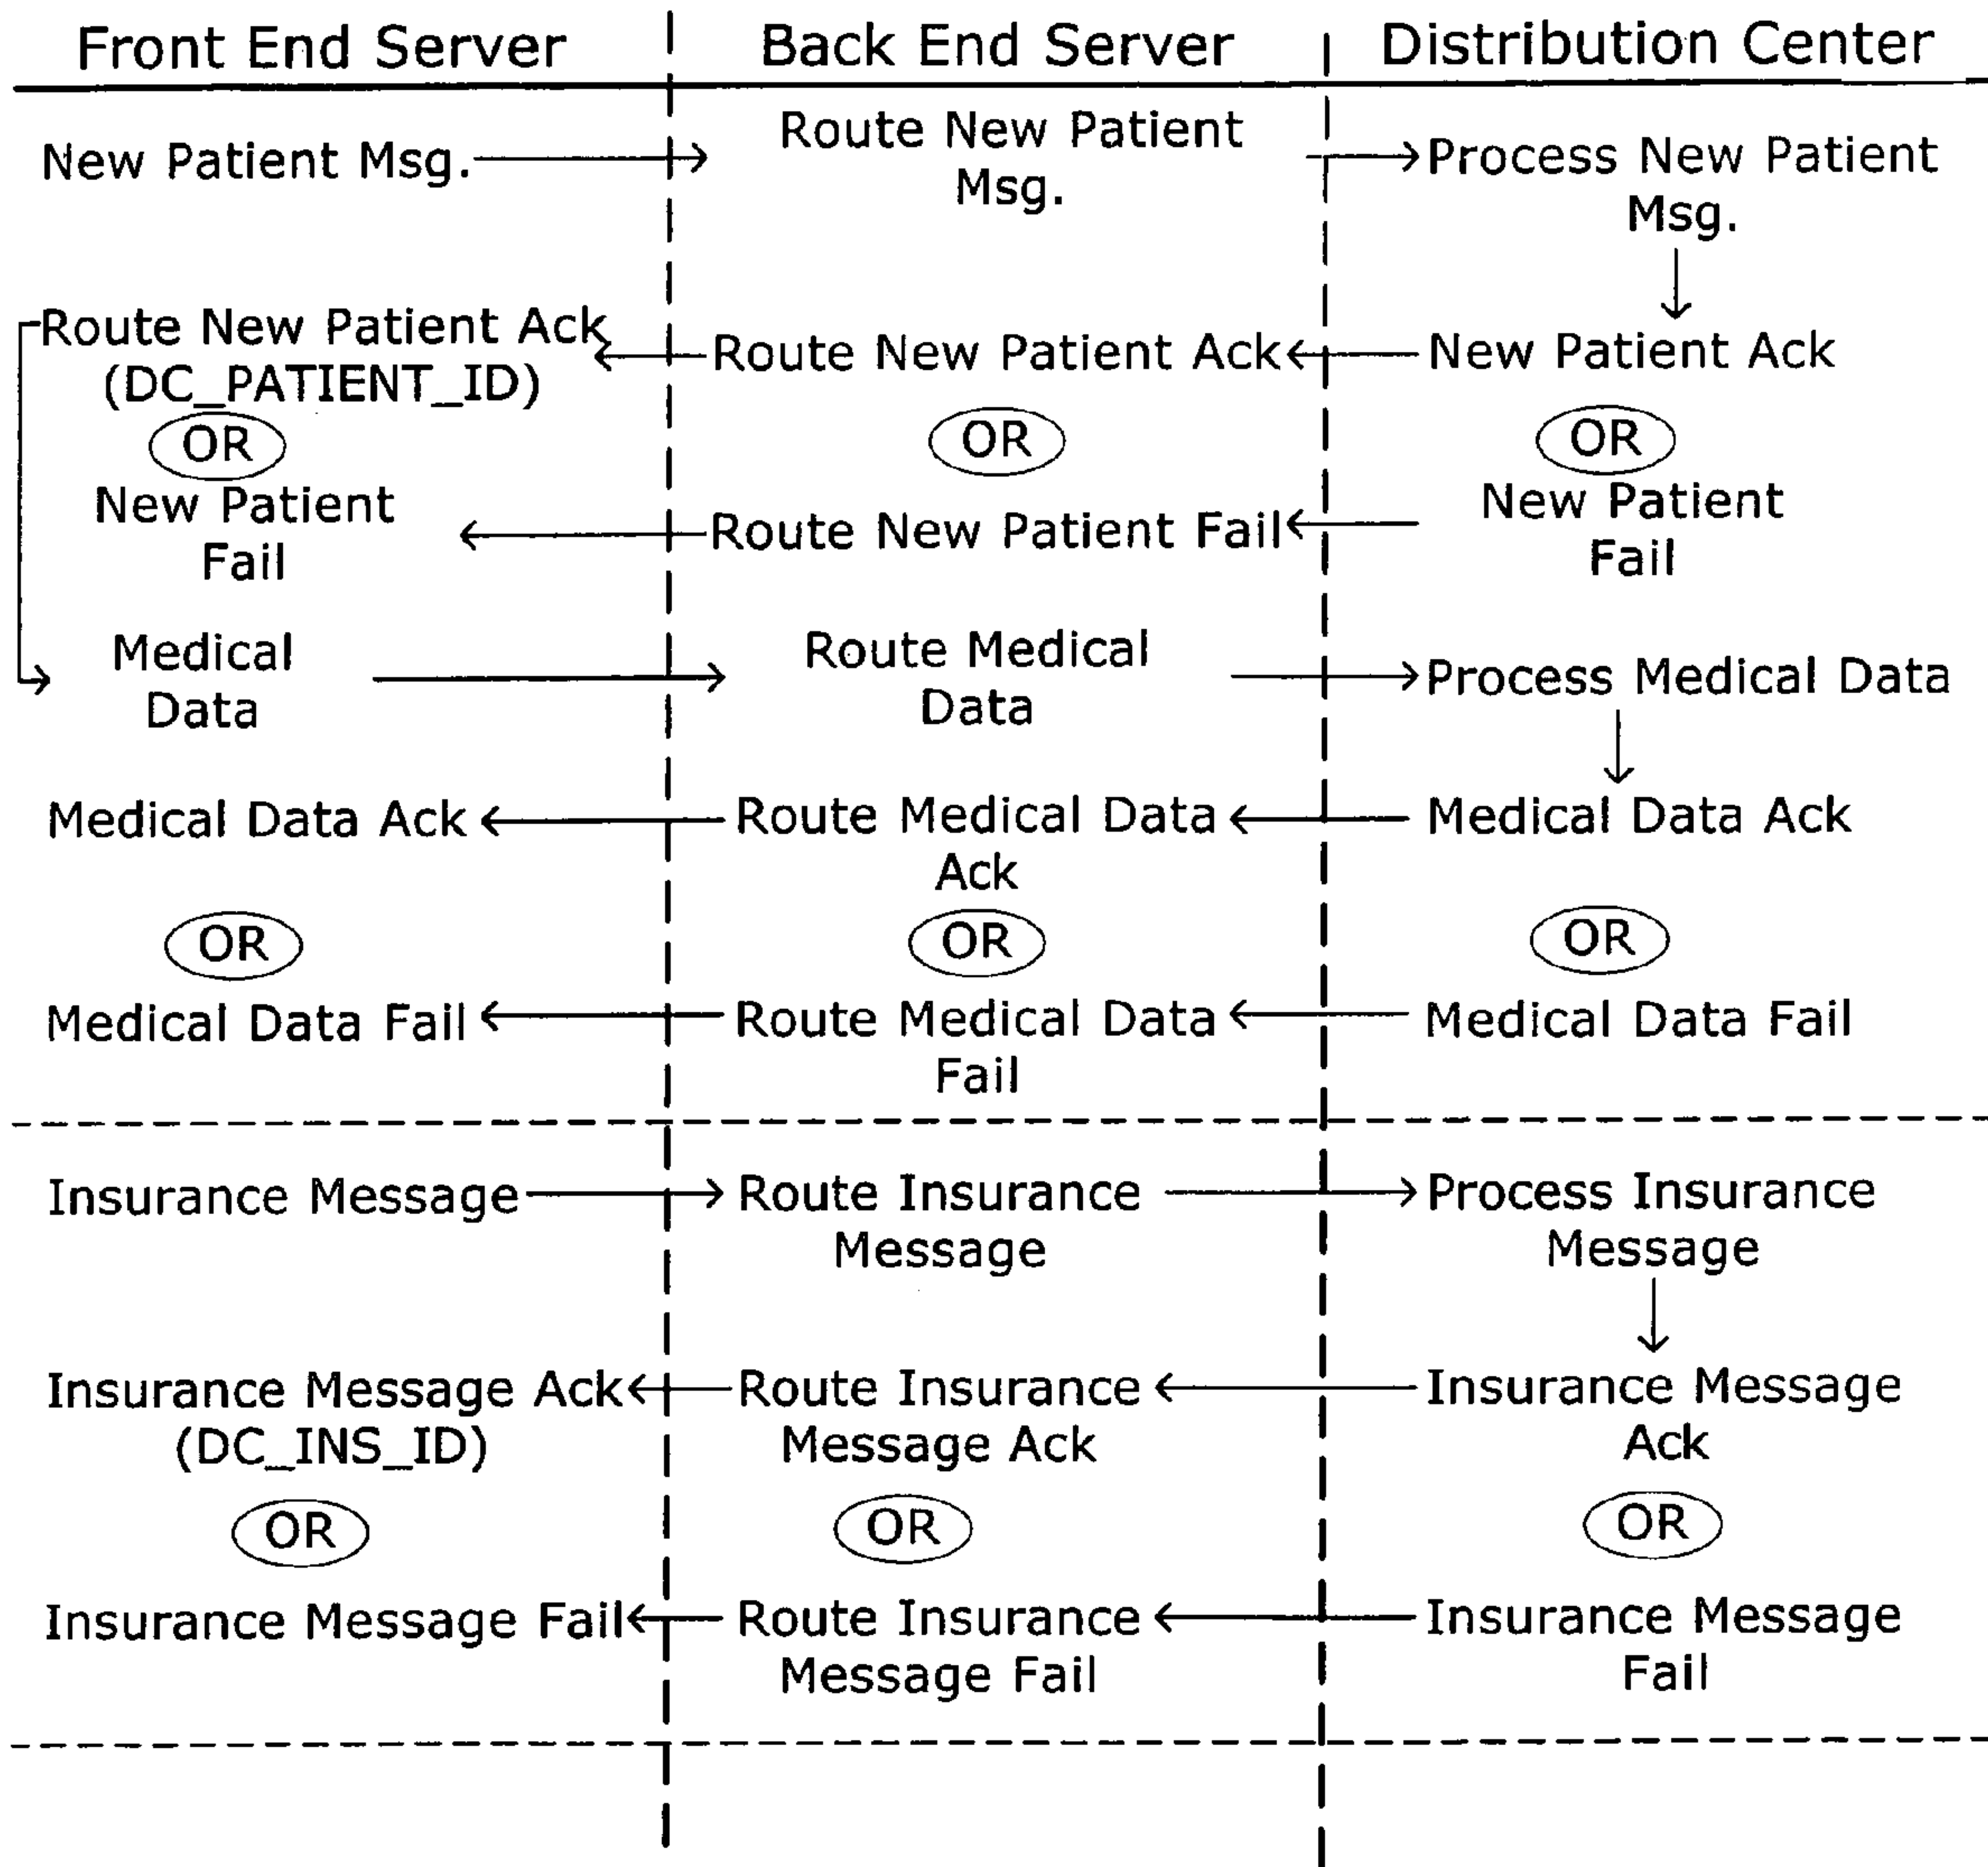 Front End Server
Back End Server
Distribution Center
New Patient Msg.
Route New Patient
Msg.
Process New Patient
Msg.
Route New Patient Ack
(DC_PATIENT_ID)
Route New Patient Ack
New Patient Ack
OR
OR
OR
New Patient
Fail
Route New Patient Fail
New Patient
Fail
Medical
Data
Route Medical
Data
Process Medical Data
Medical Data Ack
Route Medical Data
Ack
Medical Data Ack
OR
OR
OR
Medical Data Fail
Route Medical Data
Fail
Medical Data Fail
Insurance Message
Route Insurance
Message
Process Insurance
Message
Insurance Message Ack
(DC_INS_ID)
Route Insurance
Message Ack
Insurance Message
Ack
OR
OR
OR
Insurance Message Fail
Route Insurance
Message Fail
Insurance Message
Fail